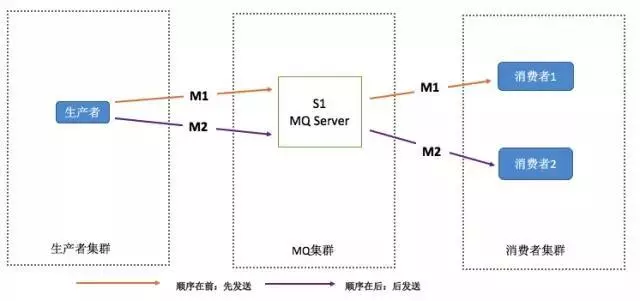 M1
M1
消费者1
生产者
S1
MQ Server
M2
M2
消费者2
生产者集群
MQ集群
消费者集群
顺序在前：先发送
顺序在后：后发送